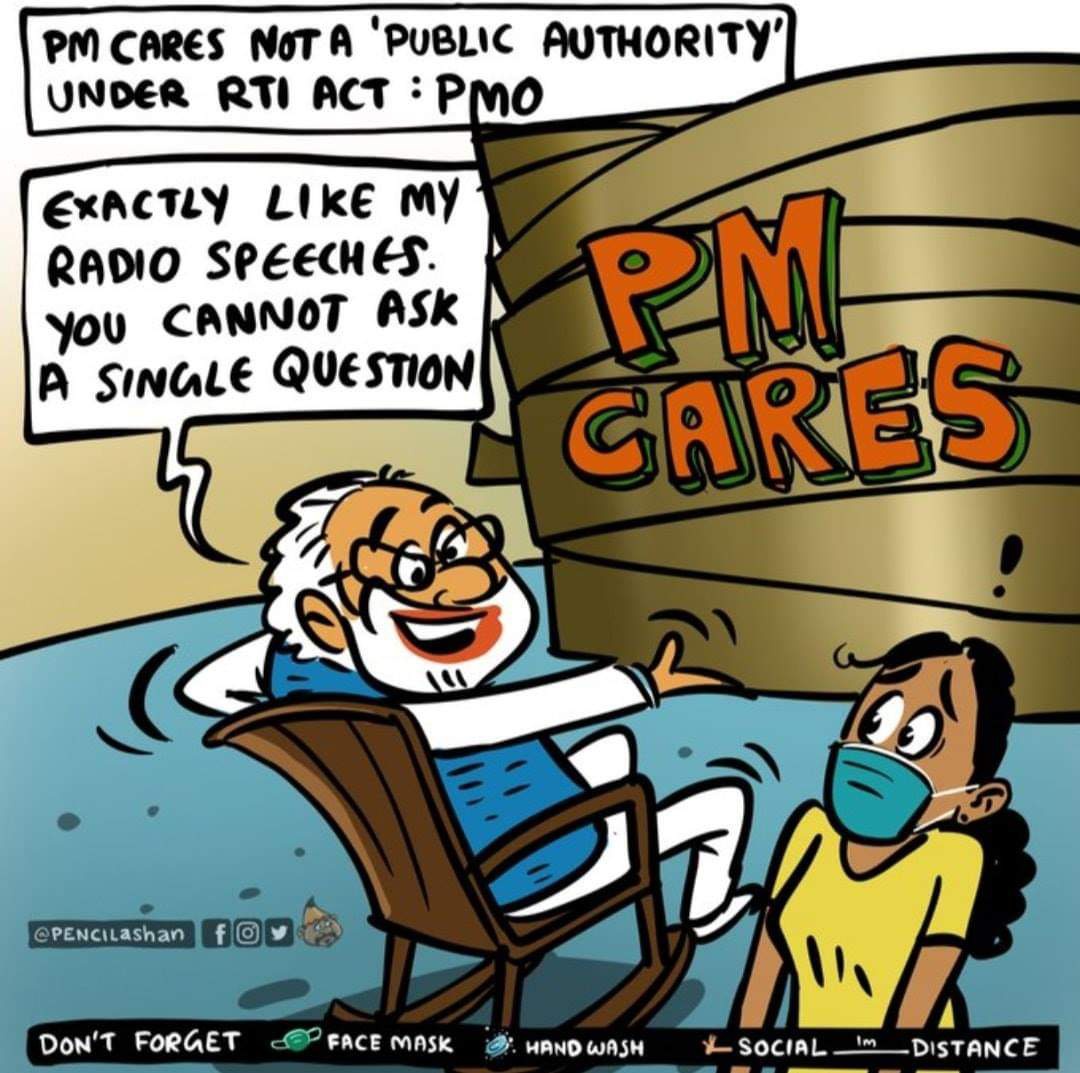 PM CARES NOT A 'PUBLIC AUTHORITY'
UNDER RTI ACT : PMO
EXACTLY LIKE MY
RADIO SPEECHES.
YOU CANNOT ASK
A SINGLE QUESTION
PM
CARES
!
@PENCILashan
DON'T FORGET FACE MASK HAND WASH SOCIAL 1m DISTANCE